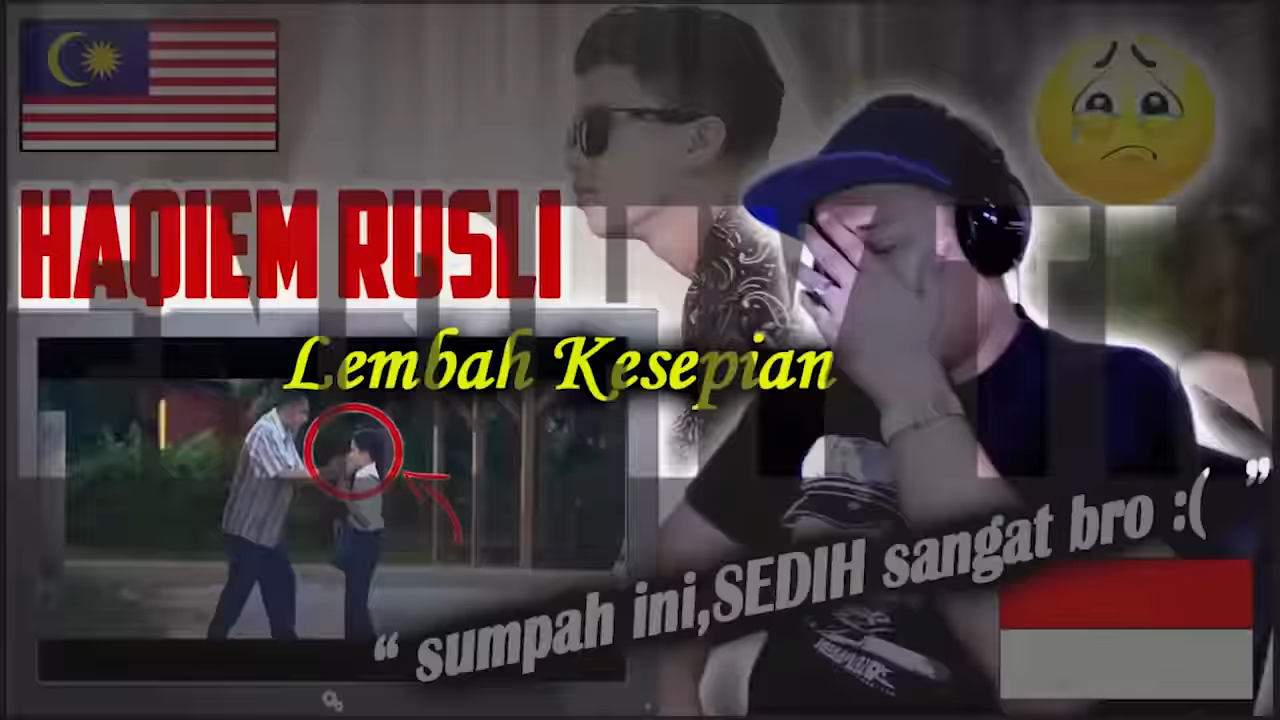 HAQIEM RUSLI
Lembah Kesepian
“ sumpah ini,SEDIH sangat bro :( ”